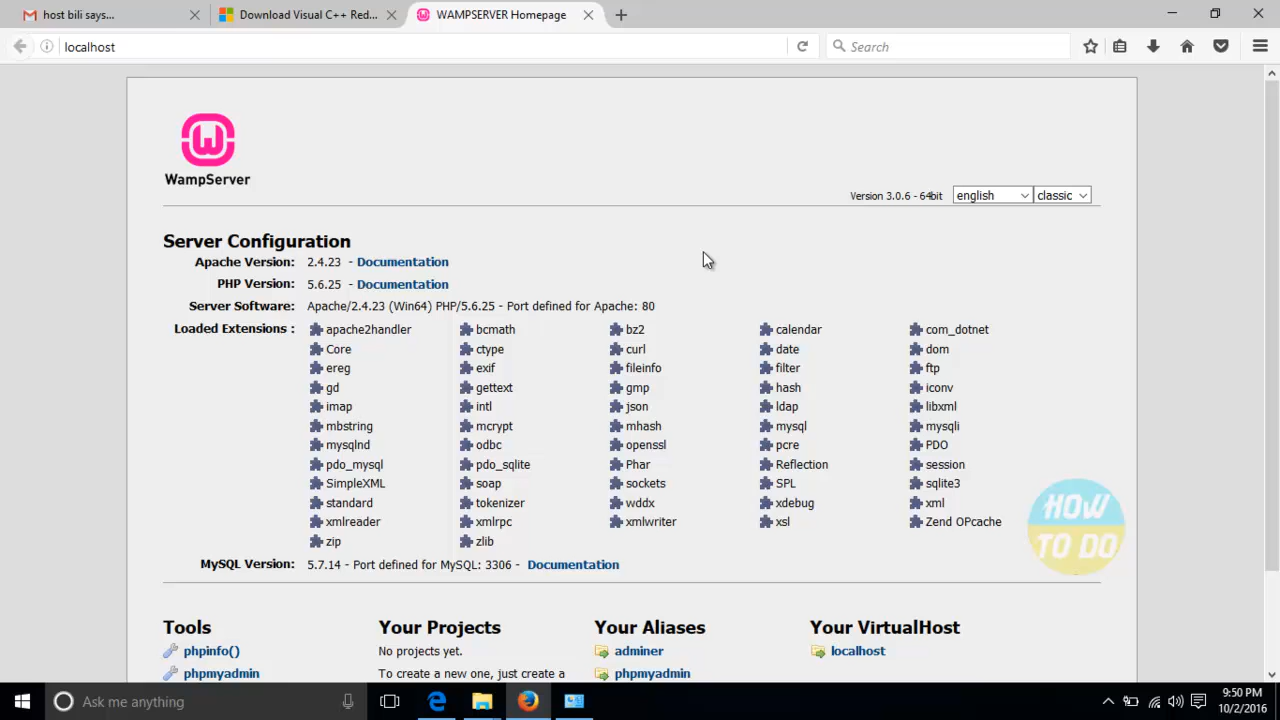 host bili says...
Download Visual C++ Red...
WAMPSERVER Homepage
localhost
Search
W
WampServer
Version 3.0.6 - 64bit english classic
Server Configuration
Apache Version: 2.4.23 - Documentation
PHP Version: 5.6.25 - Documentation
Server Software: Apache/2.4.23 (Win64) PHP/5.6.25 - Port defined for Apache: 80
Loaded Extensions : apache2handler bcmath bz2 calendar com_dotnet
Core ctype curl date dom
ereg exif fileinfo filter ftp
gd gettext gmp hash iconv
imap intl json ldap libxml
mbstring mcrypt mhash mysql mysqli
mysqlnd odbc openssl pcre PDO
pdo_mysql pdo_sqlite Phar Reflection session
SimpleXML soap sockets SPL sqlite3
standard tokenizer wddx xdebug xml
xmlreader xmlrpc xmlwriter xsl Zend OPcache
zip zlib
HOW
TO DO
MySQL Version: 5.7.14 - Port defined for MySQL: 3306 - Documentation
Tools Your Projects Your Aliases Your VirtualHost
phpinfo() No projects yet. adminer localhost
phpmyadmin To create a new one, just create a phpmyadmin
Ask me anything
9:50 PM
10/2/2016